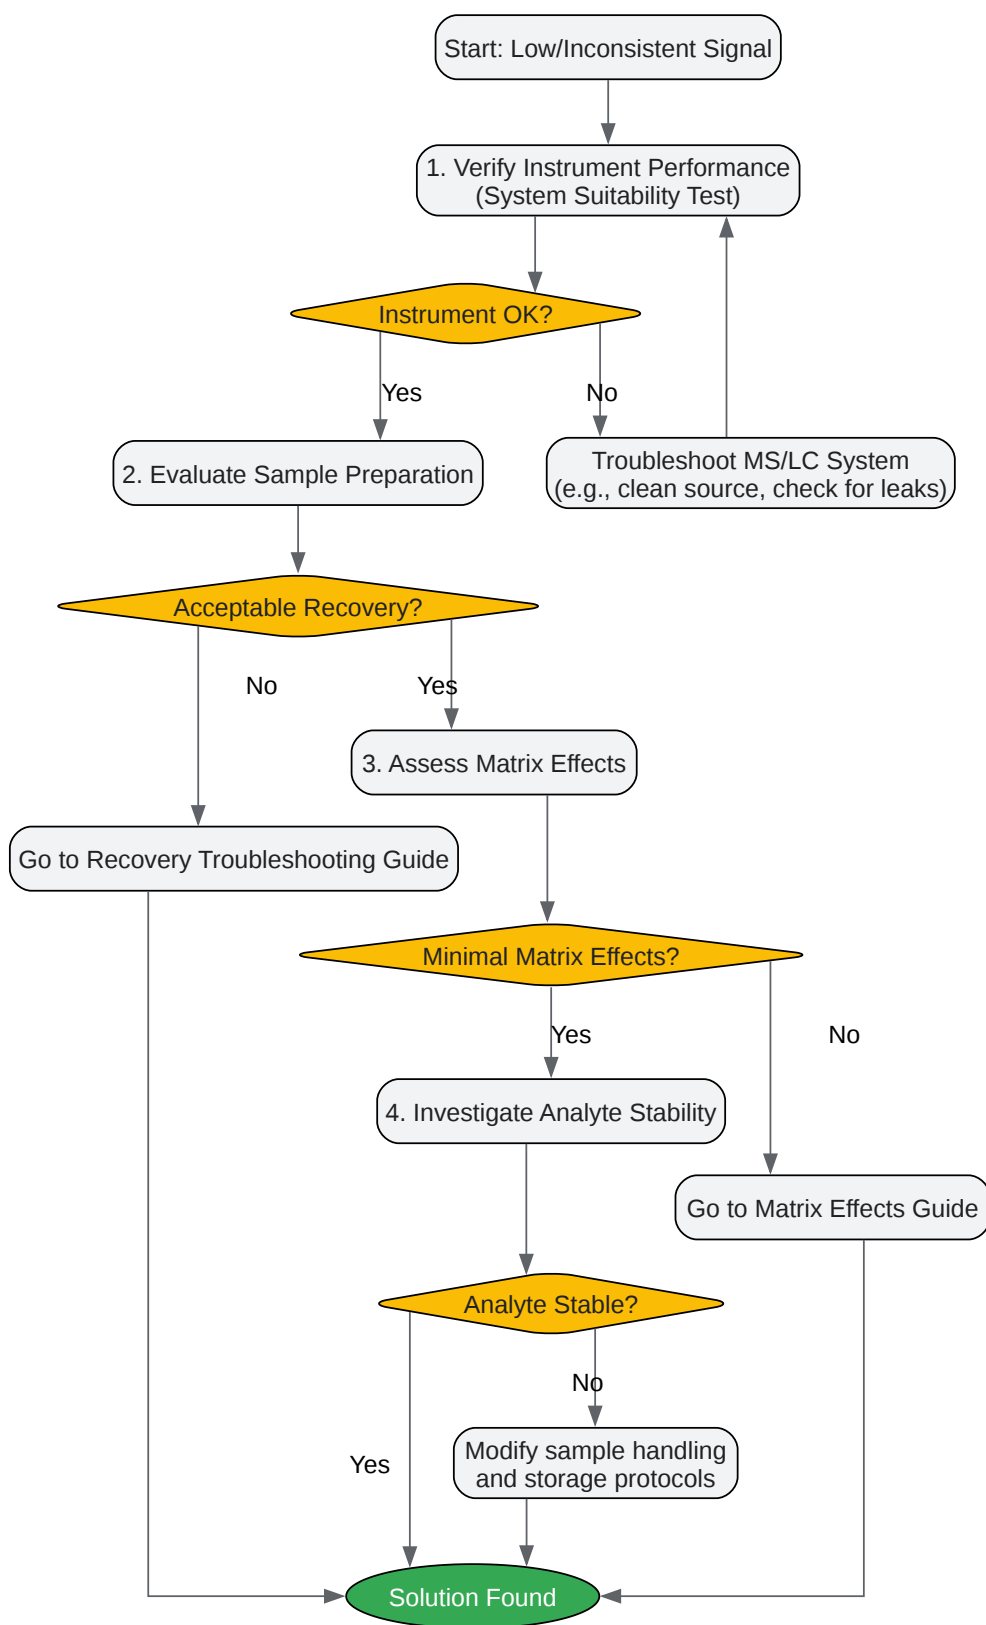 Start: Low/Inconsistent Signal
1. Verify Instrument Performance
(System Suitability Test)
Instrument OK?
Yes
No
2. Evaluate Sample Preparation
Troubleshoot MS/LC System
(e.g., clean source, check for leaks)
Acceptable Recovery?
No
Yes
3. Assess Matrix Effects
Go to Recovery Troubleshooting Guide
Minimal Matrix Effects?
Yes
No
4. Investigate Analyte Stability
Go to Matrix Effects Guide
Analyte Stable?
No
Yes
Modify sample handling
and storage protocols
Solution Found